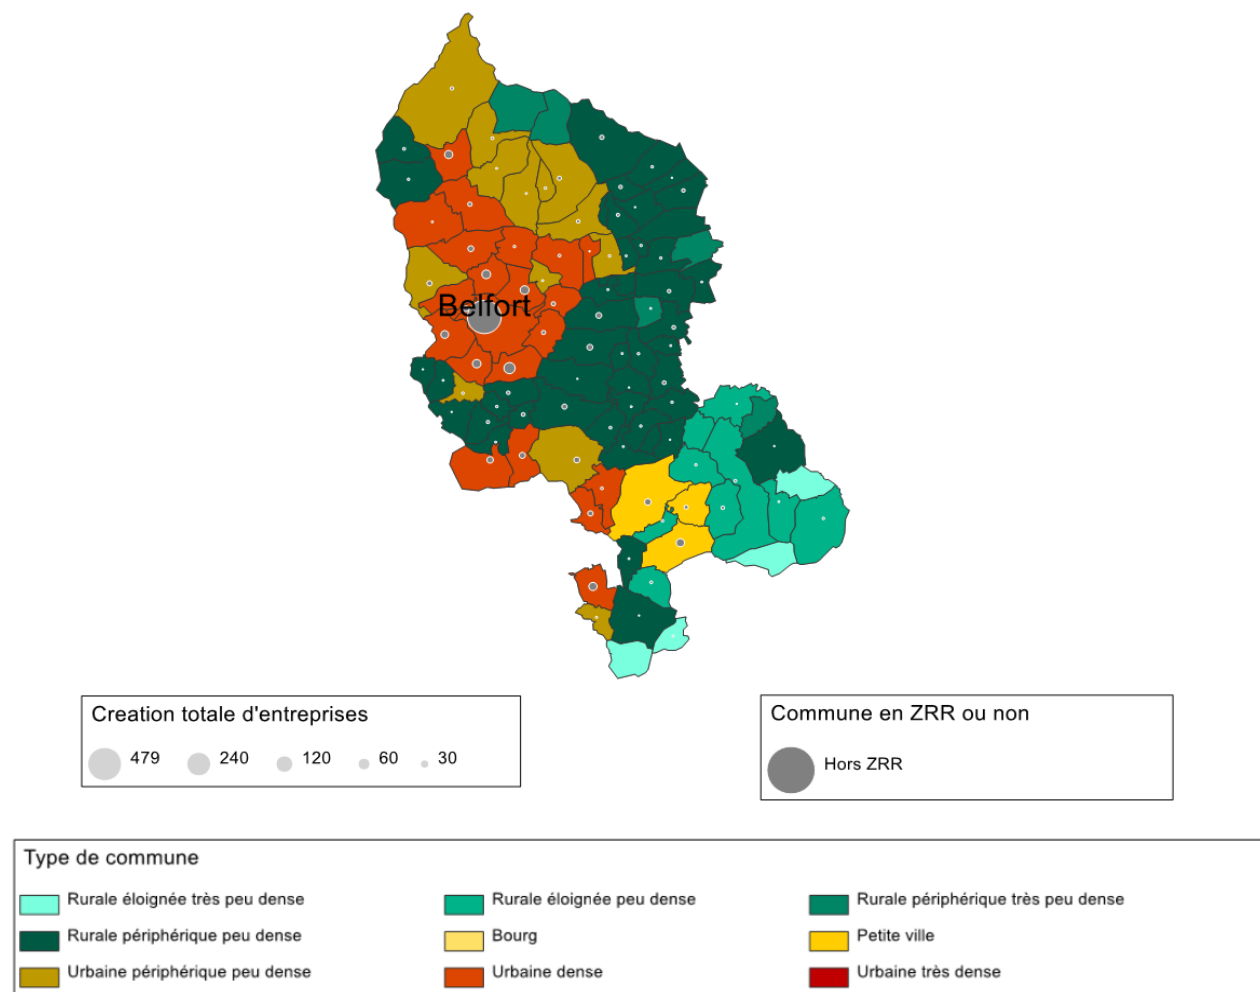 Belfort
Creation totale d'entreprises
479 240 120 60 30
Commune en ZRR ou non
Hors ZRR
Type de commune
Rurale éloignée très peu dense Rurale éloignée peu dense Rurale périphérique très peu dense
Rurale périphérique peu dense Bourg Petite ville
Urbaine périphérique peu dense Urbaine dense Urbaine très dense